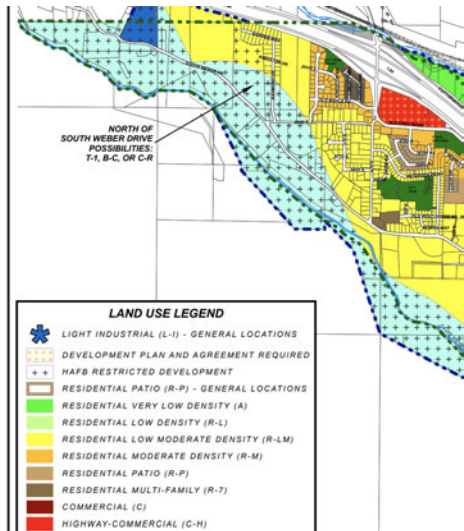 NORTH OF
SOUTH WEBER DRIVE
POSSIBILITIES:
T-1, B-C, OR C-R
LAND USE LEGEND
LIGHT INDUSTRIAL (L-I) - GENERAL LOCATIONS
DEVELOPMENT PLAN AND AGREEMENT REQUIRED
HAFB RESTRICTED DEVELOPMENT
RESIDENTIAL PATIO (R-P) - GENERAL LOCATIONS
RESIDENTIAL VERY LOW DENSITY (A)
RESIDENTIAL LOW DENSITY (R-L)
RESIDENTIAL LOW MODERATE DENSITY (R-LM)
RESIDENTIAL MODERATE DENSITY (R-M)
RESIDENTIAL PATIO (R-P)
RESIDENTIAL MULTI-FAMILY (R-7)
COMMERCIAL (C)
HIGHWAY-COMMERCIAL (C-H)